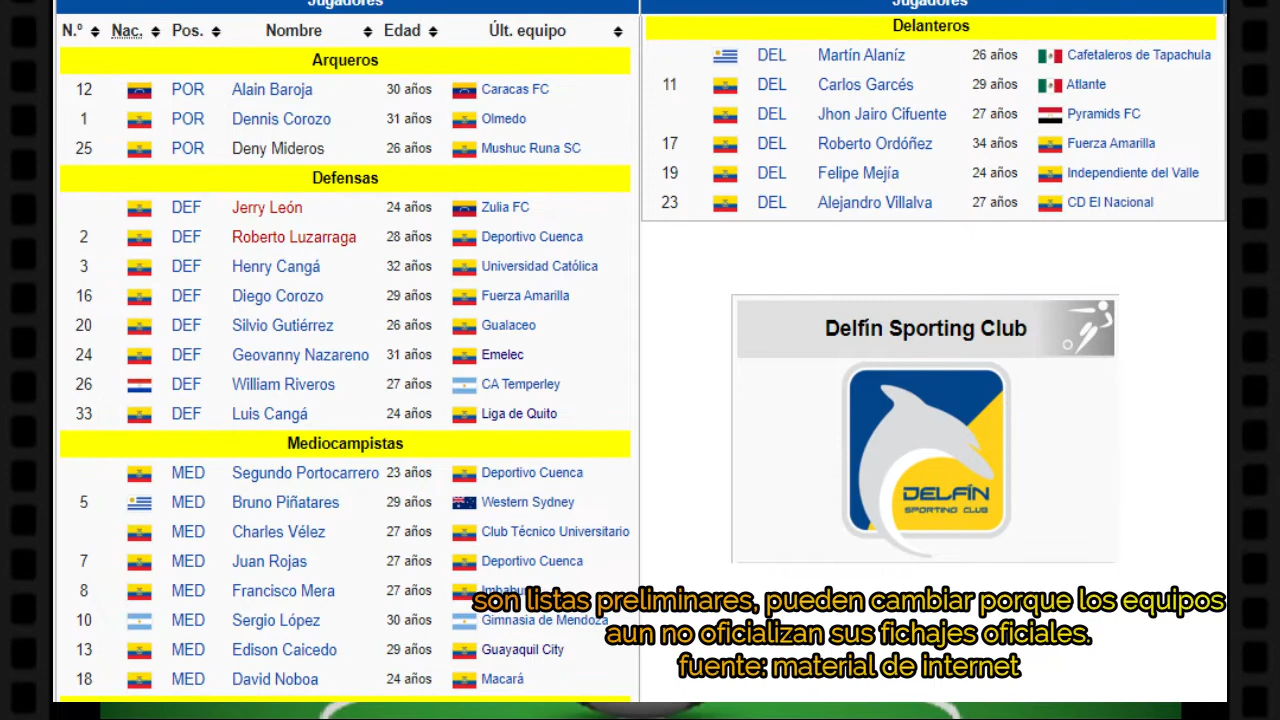 Jugadores
N.º Nac. Pos. Nombre Edad Últ. equipo
Arqueros
12 POR Alain Baroja 30 años Caracas FC
1 POR Dennis Corozo 31 años Olmedo
25 POR Deny Mideros 26 años Mushuc Runa SC
Defensas
DEF Jerry León 24 años Zulia FC
2 DEF Roberto Luzarraga 28 años Deportivo Cuenca
3 DEF Henry Cangá 32 años Universidad Católica
16 DEF Diego Corozo 29 años Fuerza Amarilla
20 DEF Silvio Gutiérrez 26 años Gualaceo
24 DEF Geovanny Nazareno 31 años Emelec
26 DEF William Riveros 27 años CA Temperley
33 DEF Luis Cangá 24 años Liga de Quito
Mediocampistas
MED Segundo Portocarrero 23 años Deportivo Cuenca
5 MED Bruno Piñatares 29 años Western Sydney
MED Charles Vélez 27 años Club Técnico Universitario
7 MED Juan Rojas 27 años Deportivo Cuenca
8 MED Francisco Mera 27 años
10 MED Sergio López 30 años Gimnasia de Mendoza
13 MED Edison Caicedo 29 años Guayaquil City
18 MED David Noboa 24 años Macará
Jugadores
Delanteros
DEL Martín Alaníz 26 años Cafetaleros de Tapachula
11 DEL Carlos Garcés 29 años Atlante
DEL Jhon Jairo Cifuente 27 años Pyramids FC
17 DEL Roberto Ordóñez 34 años Fuerza Amarilla
19 DEL Felipe Mejía 24 años Independiente del Valle
23 DEL Alejandro Villalva 27 años CD El Nacional
Delfín Sporting Club
DELFÍN
SPORTING CLUB
son listas preliminares, pueden cambiar porque los equipos
aun no oficializan sus fichajes oficiales.
fuente: material de internet